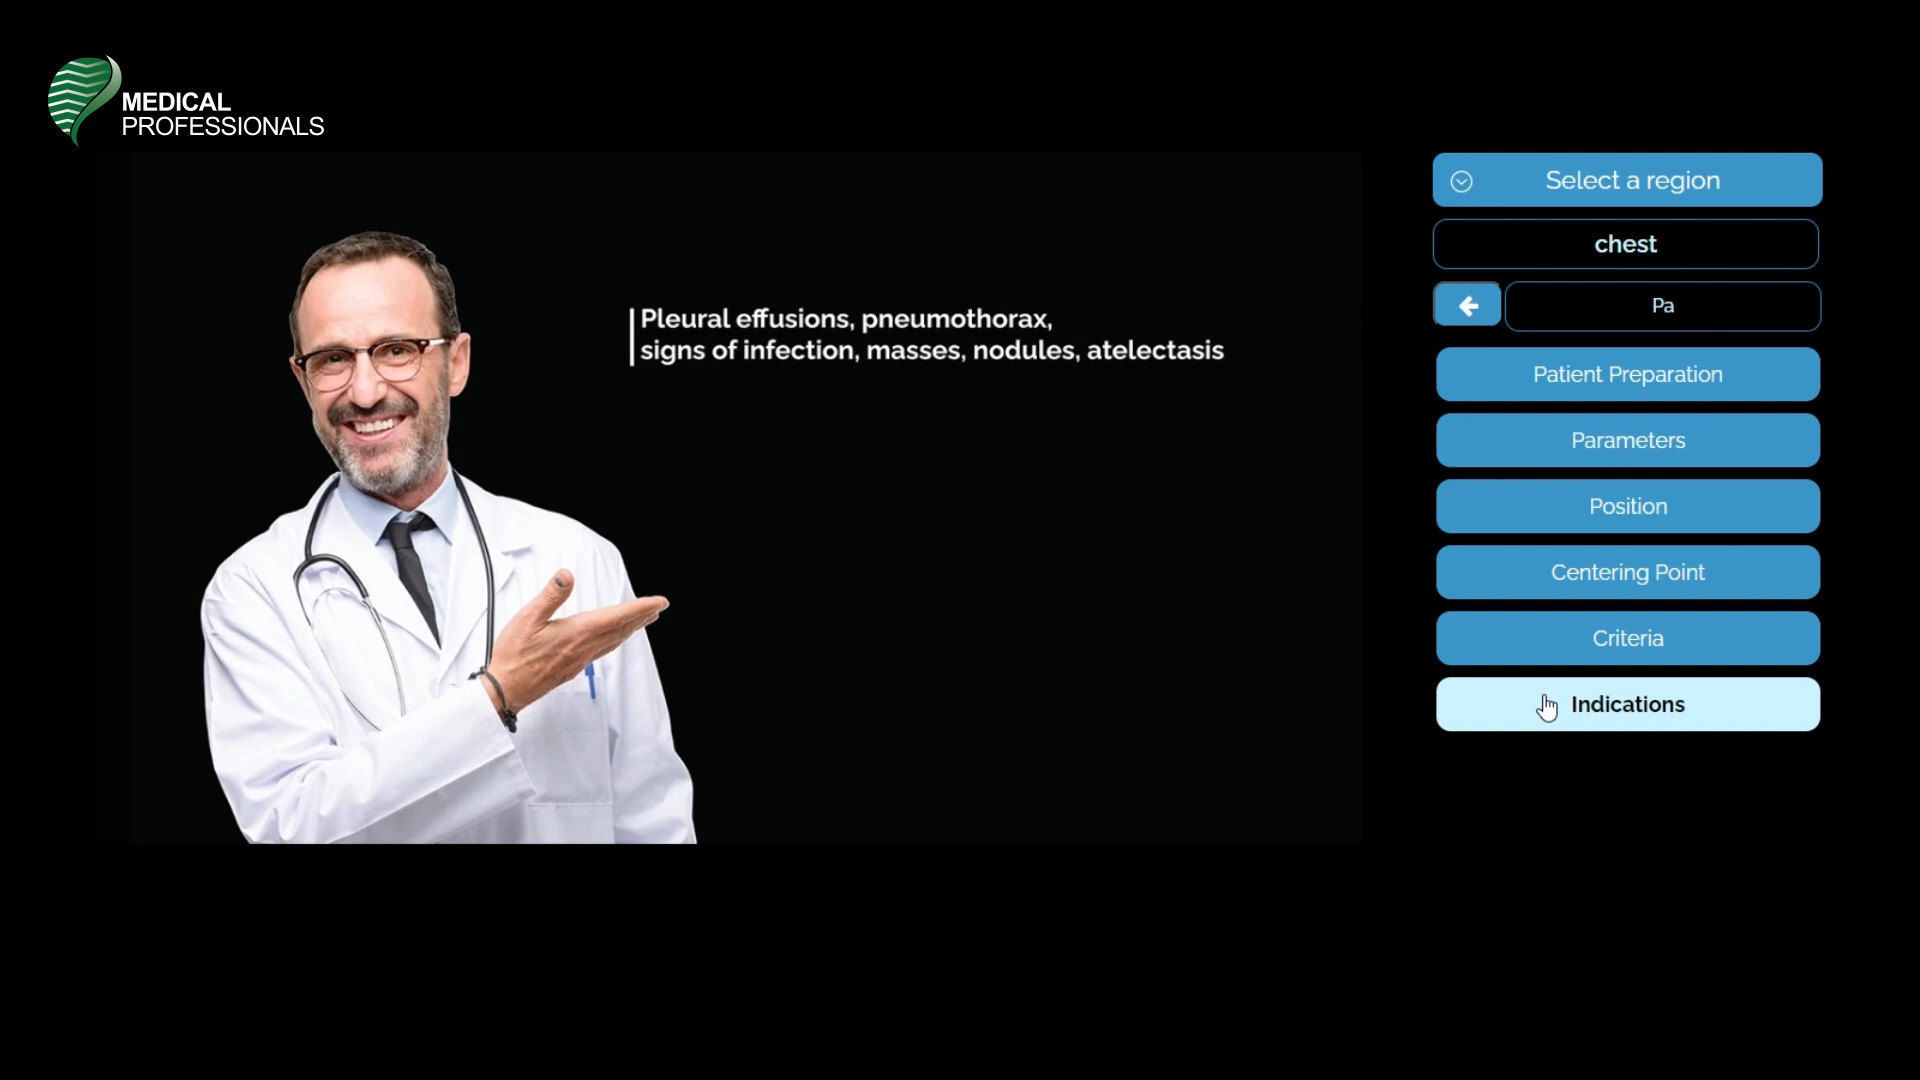 MEDICAL
PROFESSIONALS
Pleural effusions, pneumothorax,
signs of infection, masses, nodules, atelectasis
Select a region
chest
Pa
Patient Preparation
Parameters
Position
Centering Point
Criteria
Indications